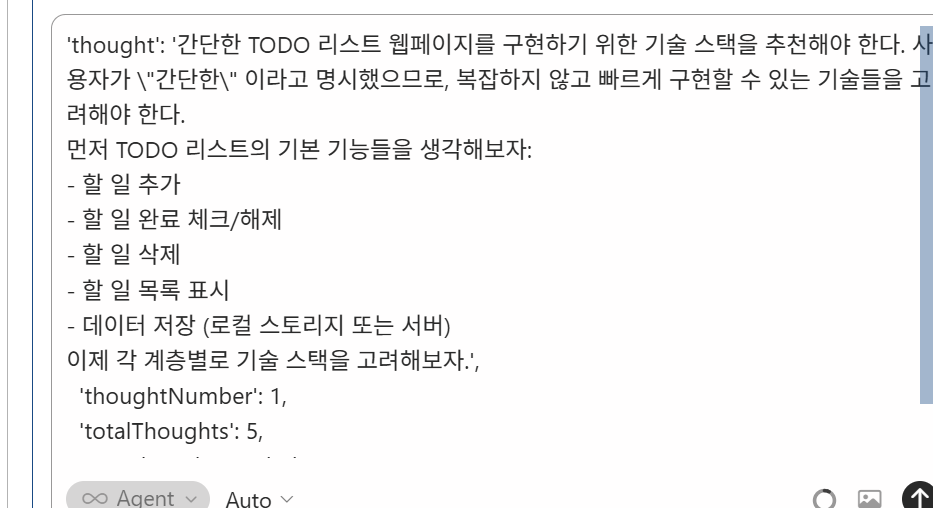 'thought': '간단한 TODO 리스트 웹페이지를 구현하기 위한 기술 스택을 추천해야 한다. 사
용자가 \"간단한\" 이라고 명시했으므로, 복잡하지 않고 빠르게 구현할 수 있는 기술들을 고
려해야 한다.
먼저 TODO 리스트의 기본 기능들을 생각해보자:
- 할 일 추가
- 할 일 완료 체크/해제
- 할 일 삭제
- 할 일 목록 표시
- 데이터 저장 (로컬 스토리지 또는 서버)
이제 각 계층별로 기술 스택을 고려해보자.',
'thoughtNumber': 1,
'totalThoughts': 5,
Agent Auto